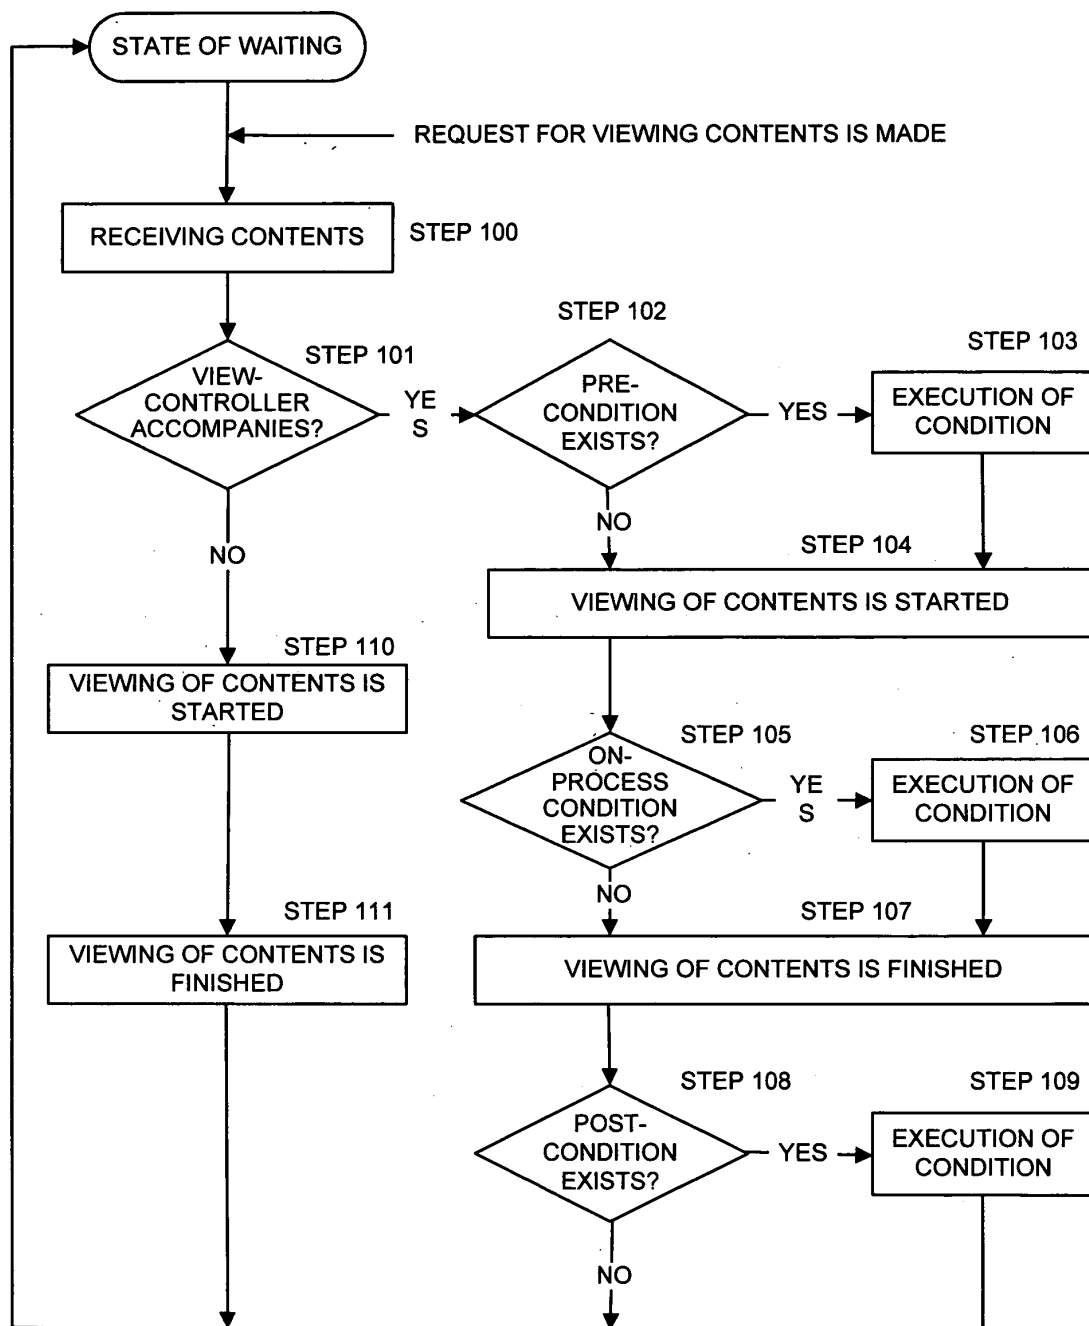 STATE OF WAITING
REQUEST FOR VIEWING CONTENTS IS MADE
RECEIVING CONTENTS
STEP 100
STEP 101
VIEW-
CONTROLLER
ACCOMPANIES?
YE
S
STEP 102
PRE-
CONDITION
EXISTS?
YES
STEP 103
EXECUTION OF
CONDITION
NO
NO
STEP 104
VIEWING OF CONTENTS IS STARTED
STEP 110
VIEWING OF CONTENTS IS
STARTED
STEP 105
ON-
PROCESS
CONDITION
EXISTS?
YE
S
STEP 106
EXECUTION OF
CONDITION
NO
STEP 111
VIEWING OF CONTENTS IS
FINISHED
STEP 107
VIEWING OF CONTENTS IS FINISHED
STEP 108
POST-
CONDITION
EXISTS?
YES
STEP 109
EXECUTION OF
CONDITION
NO